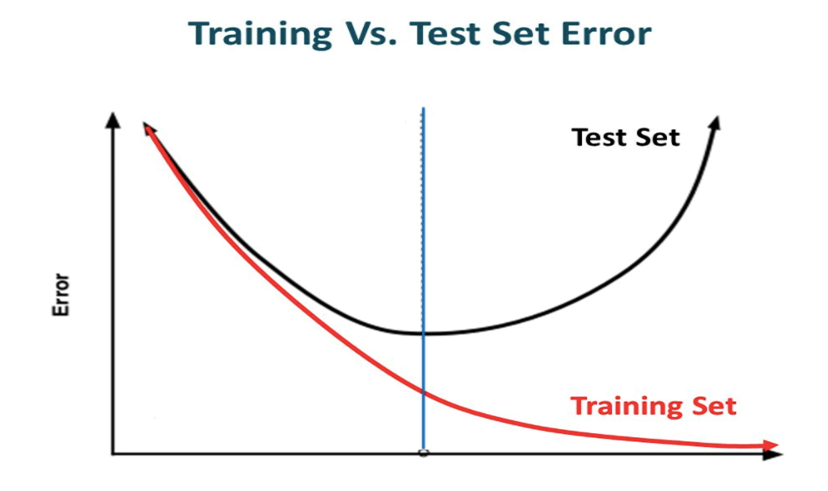 Training Vs. Test Set Error
Test Set
Error
Training Set